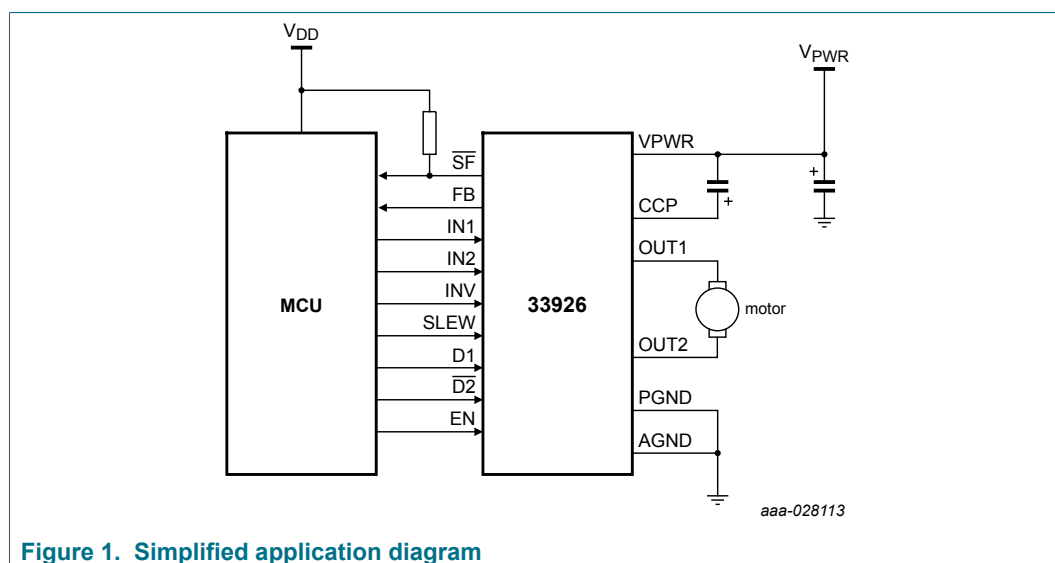 VDD
VPWR
VPWR
SF
FB
CCP
IN1
OUT1
IN2
INV
MCU
33926
motor
SLEW
OUT2
D1
D2
PGND
EN
AGND
aaa-028113
Figure 1. Simplified application diagram